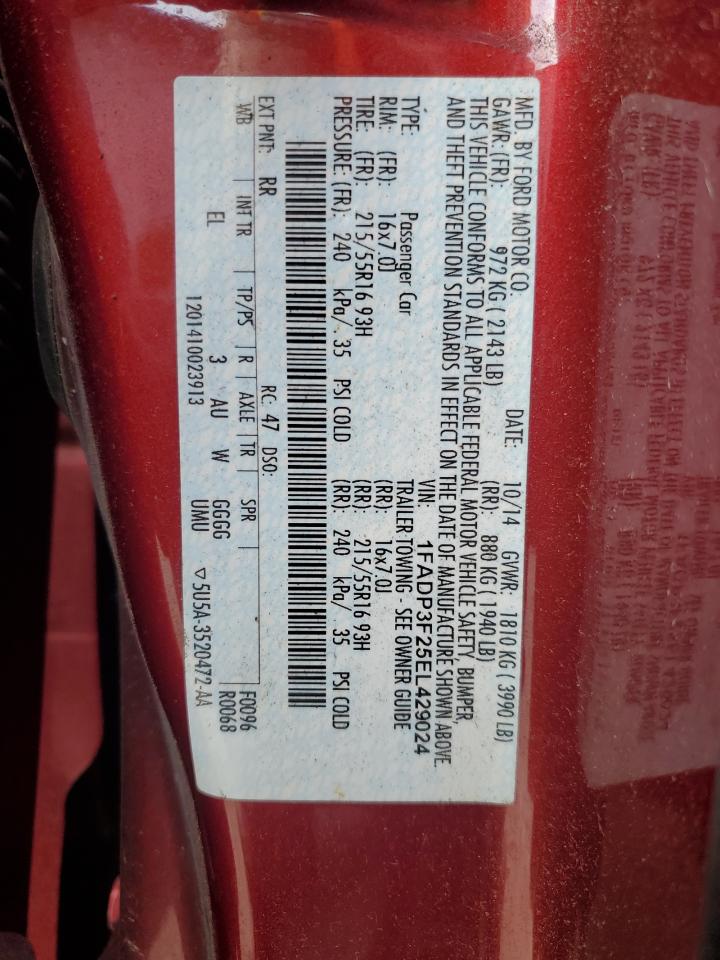 MFD. BY FORD MOTOR CO.
DATE: 10/14 GVWR: 1810 KG ( 3990 LB)
GAWR: (FR): 972 KG ( 2143 LB) (RR): 880 KG ( 1940 LB)
THIS VEHICLE CONFORMS TO ALL APPLICABLE FEDERAL MOTOR VEHICLE SAFETY, BUMPER,
AND THEFT PREVENTION STANDARDS IN EFFECT ON THE DATE OF MANUFACTURE SHOWN ABOVE.
VIN: 1FADP3F25EL429024
TYPE: Passenger Car TRAILER TOWING - SEE OWNER GUIDE
RIM: (FR): 16x7.0J (RR): 16x7.0J
TIRE: (FR): 215/55R16 93H (RR): 215/55R16 93H
PRESSURE: (FR): 240 kPa/ 35 PSI COLD (RR): 240 kPa/ 35 PSI COLD
EXT PNT: RR RC: 47 DSO: F0096
WB INT TR TP/PS R AXLE TR SPR R0068
EL 3 AU W GGGG
UMU
1201410023913 ▽5U5A-3520472-AA